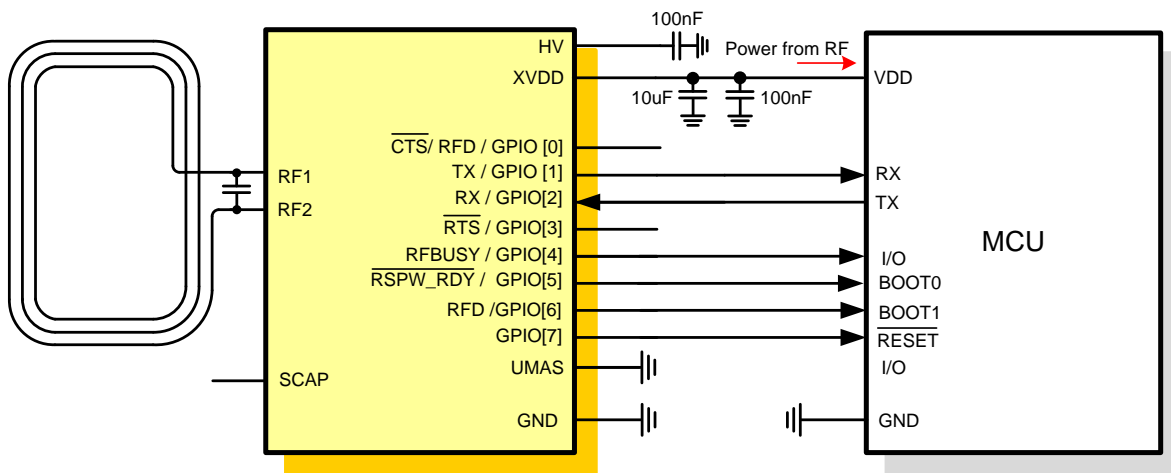 100nF
HV
Power from RF
XVDD
VDD
10uF
100nF
CTS/ RFD / GPIO [0]
TX / GPIO [1]
RX
RF1
RX / GPIO[2]
TX
RF2
RTS / GPIO[3]
MCU
RFBUSY / GPIO[4]
I/O
RSPW_RDY / GPIO[5]
BOOT0
RFD /GPIO[6]
BOOT1
GPIO[7]
RESET
UMAS
I/O
SCAP
GND
GND